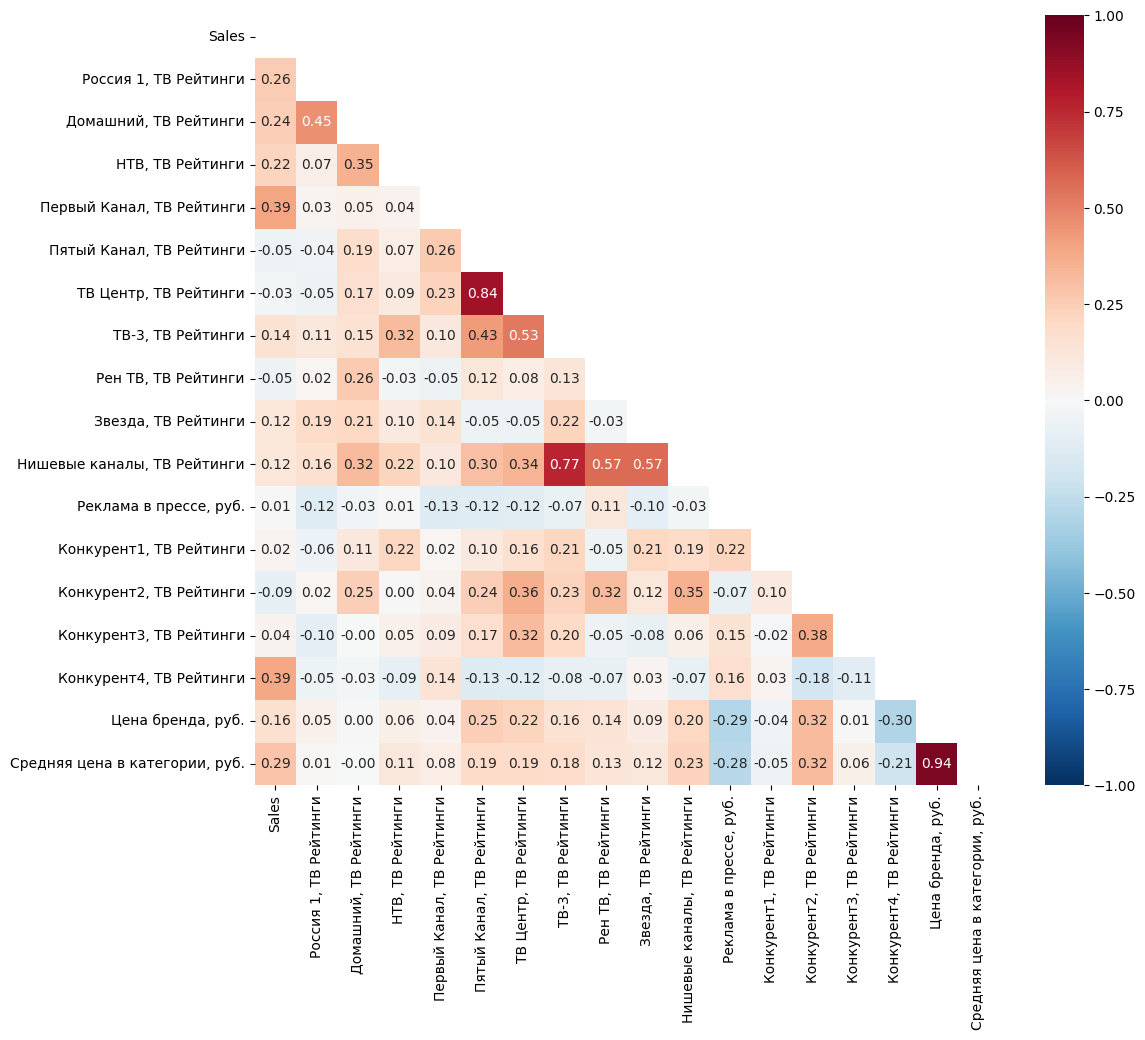 Sales
Россия 1, ТВ Рейтинги 0.26
Домашний, ТВ Рейтинги 0.24 0.45
НТВ, ТВ Рейтинги 0.22 0.07 0.35
Первый Канал, ТВ Рейтинги 0.39 0.03 0.05 0.04
Пятый Канал, ТВ Рейтинги -0.05 -0.04 0.19 0.07 0.26
ТВ Центр, ТВ Рейтинги -0.03 -0.05 0.17 0.09 0.23 0.84
ТВ-3, ТВ Рейтинги 0.14 0.11 0.15 0.32 0.10 0.43 0.53
Рен ТВ, ТВ Рейтинги -0.05 0.02 0.26 -0.03 -0.05 0.12 0.08 0.13
Звезда, ТВ Рейтинги 0.12 0.19 0.21 0.10 0.14 -0.05 -0.05 0.22 -0.03
Нишевые каналы, ТВ Рейтинги 0.12 0.16 0.32 0.22 0.10 0.30 0.34 0.77 0.57 0.57
Реклама в прессе, руб. 0.01 -0.12 -0.03 0.01 -0.13 -0.12 -0.12 -0.07 0.11 -0.10 -0.03
Конкурент1, ТВ Рейтинги 0.02 -0.06 0.11 0.22 0.02 0.10 0.16 0.21 -0.05 0.21 0.19 0.22
Конкурент2, ТВ Рейтинги -0.09 0.02 0.25 0.00 0.04 0.24 0.36 0.23 0.32 0.12 0.35 -0.07 0.10
Конкурент3, ТВ Рейтинги 0.04 -0.10 -0.00 0.05 0.09 0.17 0.32 0.20 -0.05 -0.08 0.06 0.15 -0.02 0.38
Конкурент4, ТВ Рейтинги 0.39 -0.05 -0.03 -0.09 0.14 -0.13 -0.12 -0.08 -0.07 0.03 -0.07 0.16 0.03 -0.18 -0.11
Цена бренда, руб. 0.16 0.05 0.00 0.06 0.04 0.25 0.22 0.16 0.14 0.09 0.20 -0.29 -0.04 0.32 0.01 -0.30
Средняя цена в категории, руб. 0.29 0.01 -0.00 0.11 0.08 0.19 0.19 0.18 0.13 0.12 0.23 -0.28 -0.05 0.32 0.06 -0.21 0.94
Sales
Россия 1, ТВ Рейтинги
Домашний, ТВ Рейтинги
НТВ, ТВ Рейтинги
Первый Канал, ТВ Рейтинги
Пятый Канал, ТВ Рейтинги
ТВ Центр, ТВ Рейтинги
ТВ-3, ТВ Рейтинги
Рен ТВ, ТВ Рейтинги
Звезда, ТВ Рейтинги
Нишевые каналы, ТВ Рейтинги
Реклама в прессе, руб.
Конкурент1, ТВ Рейтинги
Конкурент2, ТВ Рейтинги
Конкурент3, ТВ Рейтинги
Конкурент4, ТВ Рейтинги
Цена бренда, руб.
Средняя цена в категории, руб.
1.00
0.75
0.50
0.25
0.00
−0.25
−0.50
−0.75
−1.00